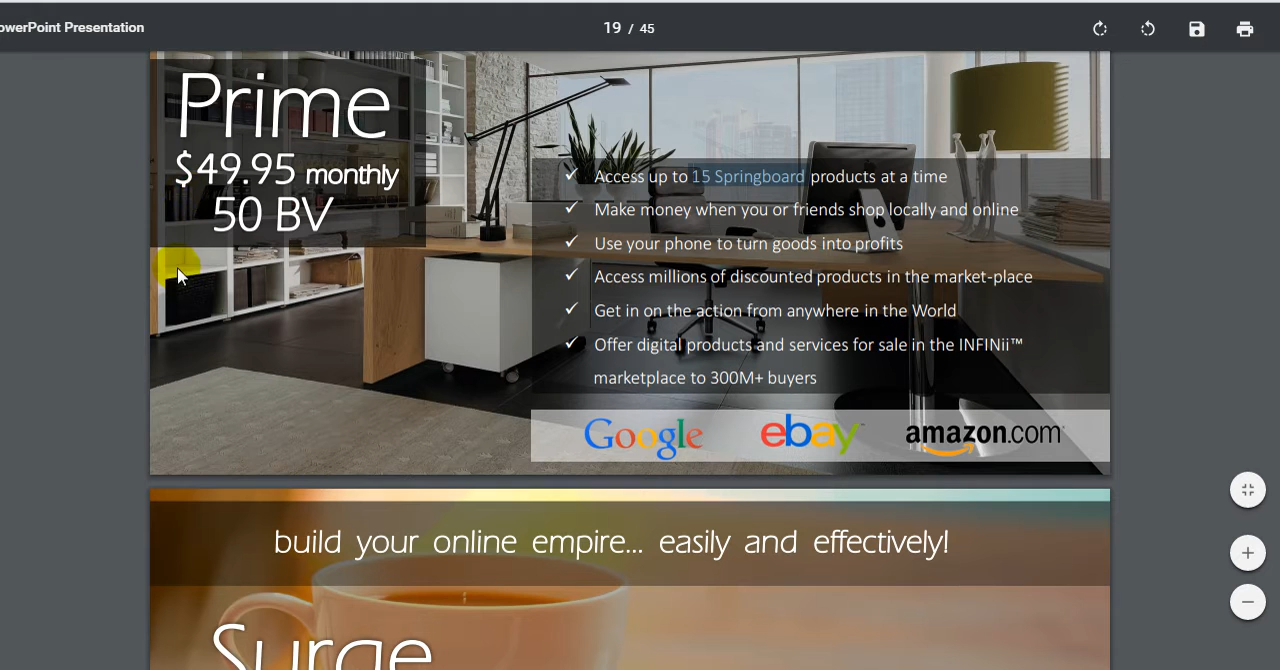 owerPoint Presentation
19 / 45
Prime
$49.95 monthly
50 BV
Access up to 15 Springboard products at a time
Make money when you or friends shop locally and online
Use your phone to turn goods into profits
Access millions of discounted products in the market-place
Get in on the action from anywhere in the World
Offer digital products and services for sale in the INFINii™
marketplace to 300M+ buyers
Google
ebay
amazon.com
build your online empire... easily and effectively!
Surge